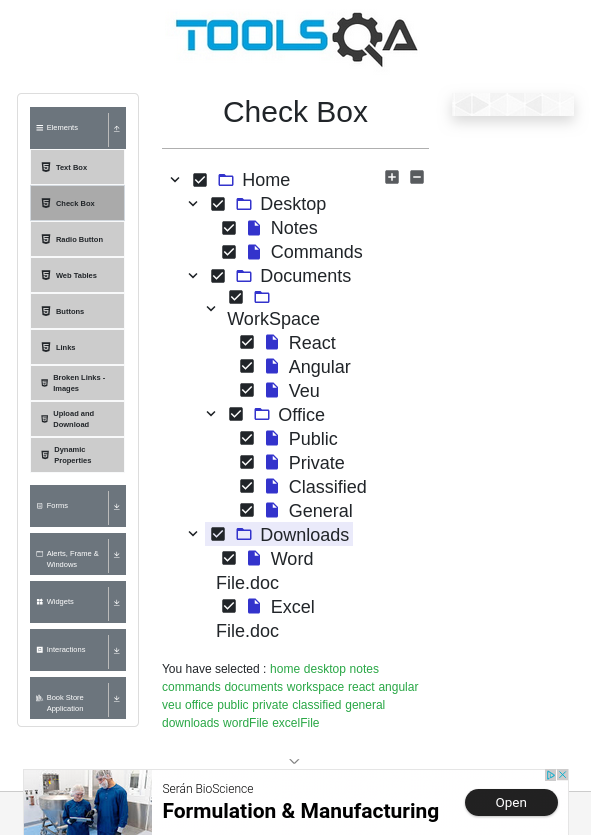 TOOLSQA
Elements
Text Box
Check Box
Radio Button
Web Tables
Buttons
Links
Broken Links -
Images
Upload and
Download
Dynamic
Properties
Forms
Alerts, Frame &
Windows
Widgets
Interactions
Book Store
Application
Check Box
Home
Desktop
Notes
Commands
Documents
WorkSpace
React
Angular
Veu
Office
Public
Private
Classified
General
Downloads
Word
File.doc
Excel
File.doc
You have selected : home desktop notes
commands documents workspace react angular
veu office public private classified general
downloads wordFile excelFile
Serán BioScience
Formulation & Manufacturing
Open